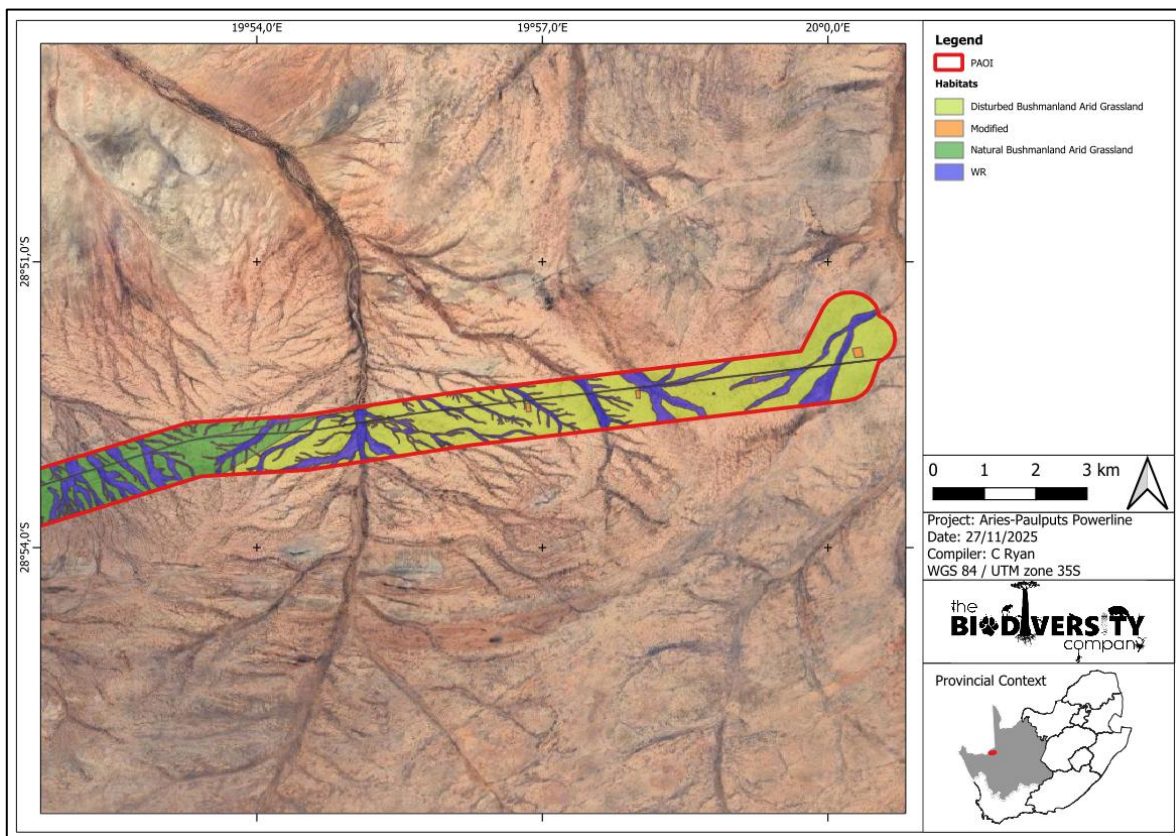 19°54,0'E
19°57,0'E
20°0,0'E
28°51,0'S
28°54,0'S
Legend
PAOI
Habitats
Disturbed Bushmanland Arid Grassland
Modified
Natural Bushmanland Arid Grassland
WR
0 1 2 3 km
Project: Aries-Paulputs Powerline
Date: 27/11/2025
Compiler: C Ryan
WGS 84 / UTM zone 35S
the
BIODIVERSITY
company
Provincial Context